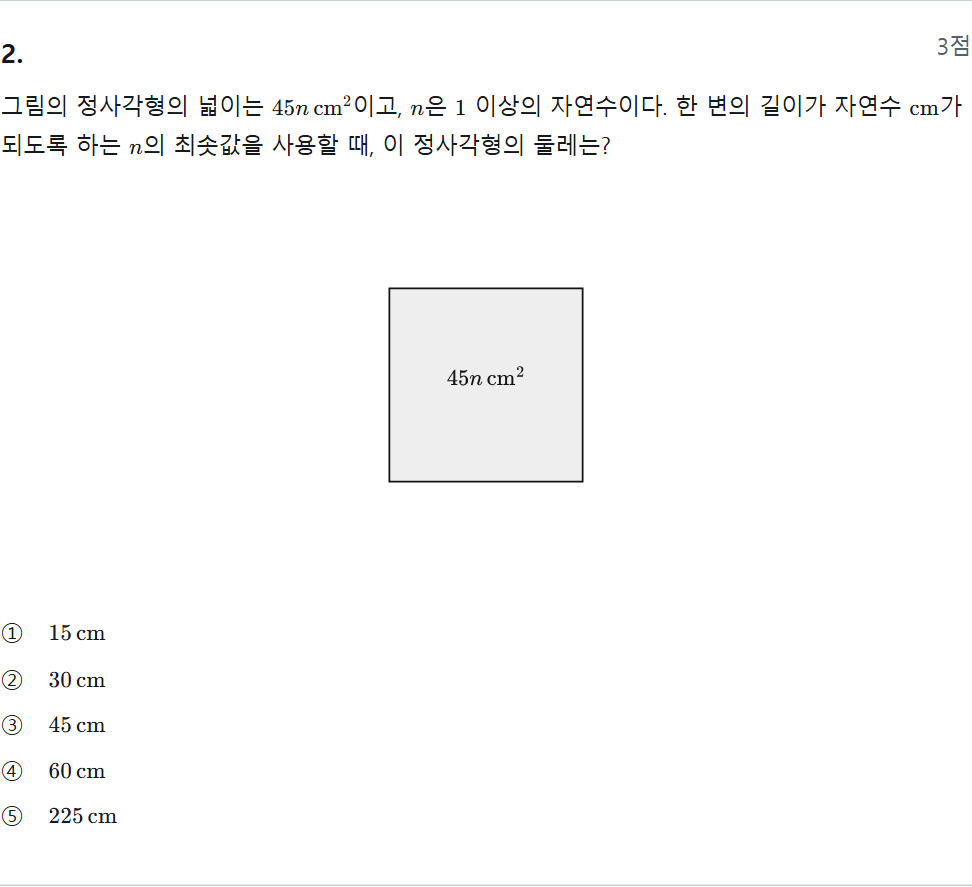 2.
3점
그림의 정사각형의 넓이는 45n cm²이고, n은 1 이상의 자연수이다. 한 변의 길이가 자연수 cm가
되도록 하는 n의 최솟값을 사용할 때, 이 정사각형의 둘레는?
45n cm²
① 15 cm
② 30 cm
③ 45 cm
④ 60 cm
⑤ 225 cm